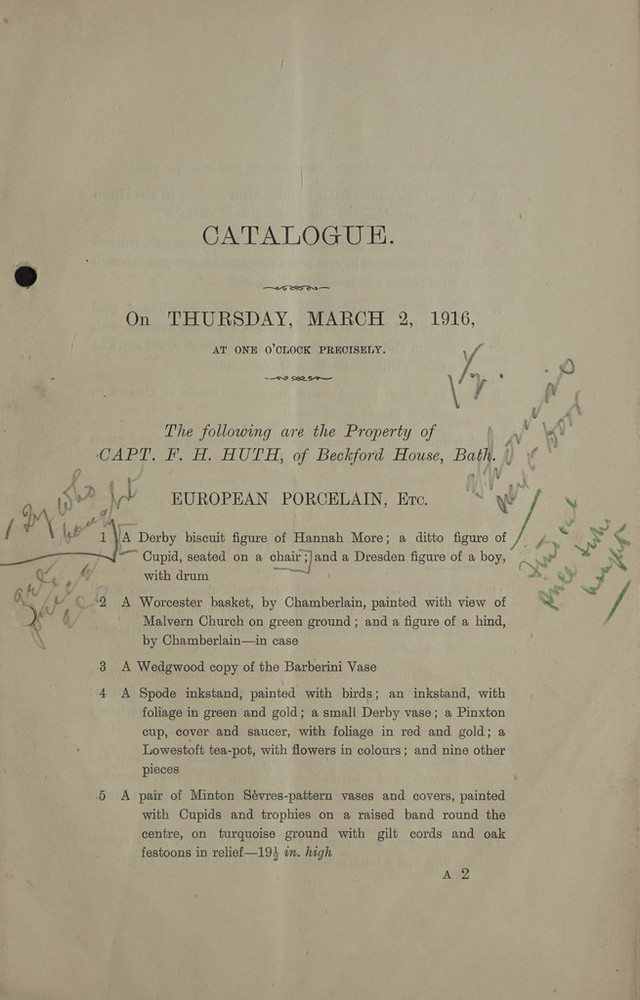 CATALOGUE.
On THURSDAY, MARCH 2, 1916,
AT ONE O'CLOCK PRECISELY.
The following are the Property of
CAPT. F. H. HUTH, of Beckford House, Bath.
EUROPEAN PORCELAIN, Etc.
1 A Derby biscuit figure of Hannah More; a ditto figure of
Cupid, seated on a chair; and a Dresden figure of a boy,
with drum
2 A Worcester basket, by Chamberlain, painted with view of
Malvern Church on green ground; and a figure of a hind,
by Chamberlain—in case
3 A Wedgwood copy of the Barberini Vase
4 A Spode inkstand, painted with birds; an inkstand, with
foliage in green and gold; a small Derby vase; a Pinxton
cup, cover and saucer, with foliage in red and gold; a
Lowestoft tea-pot, with flowers in colours; and nine other
pieces
5 A pair of Minton Sévres-pattern vases and covers, painted
with Cupids and trophies on a raised band round the
centre, on turquoise ground with gilt cords and oak
festoons in relief—19½ in. high
A 2